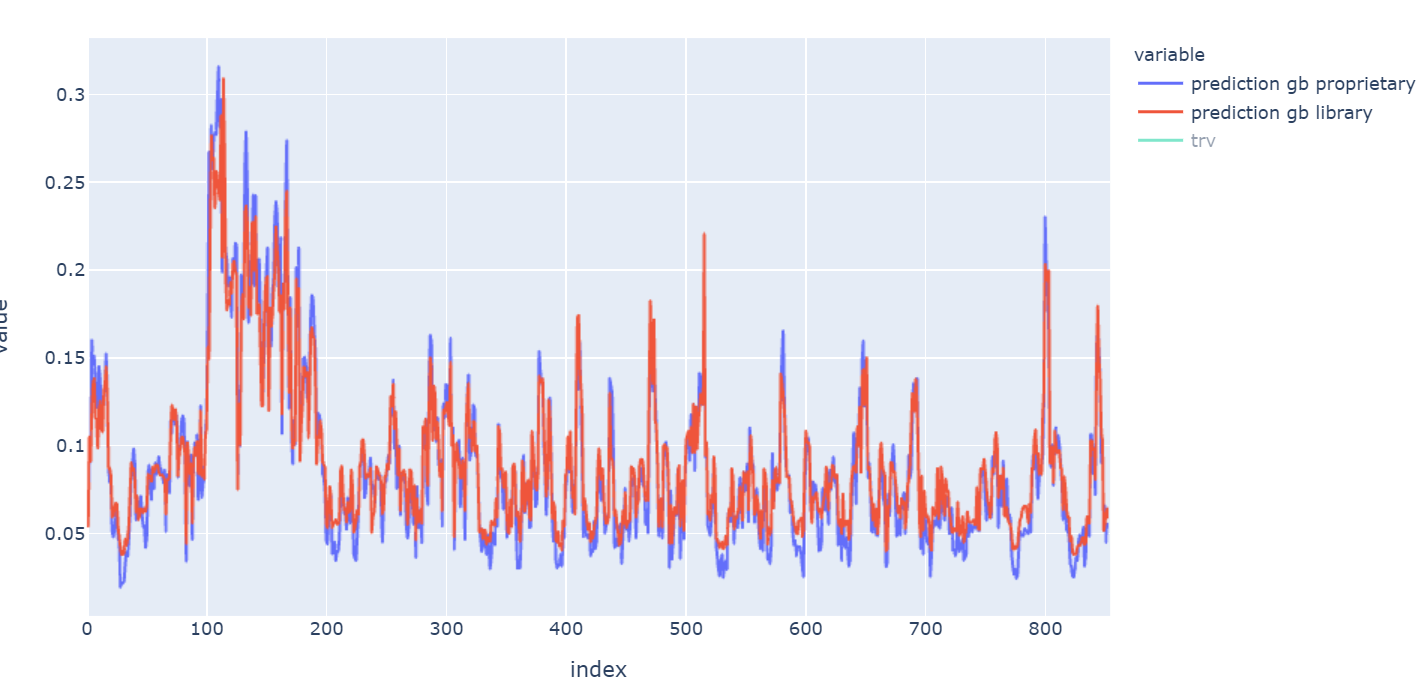 variable
prediction gb proprietary
prediction gb library
trv
value
0.3
0.25
0.2
0.15
0.1
0.05
0 100 200 300 400 500 600 700 800
index